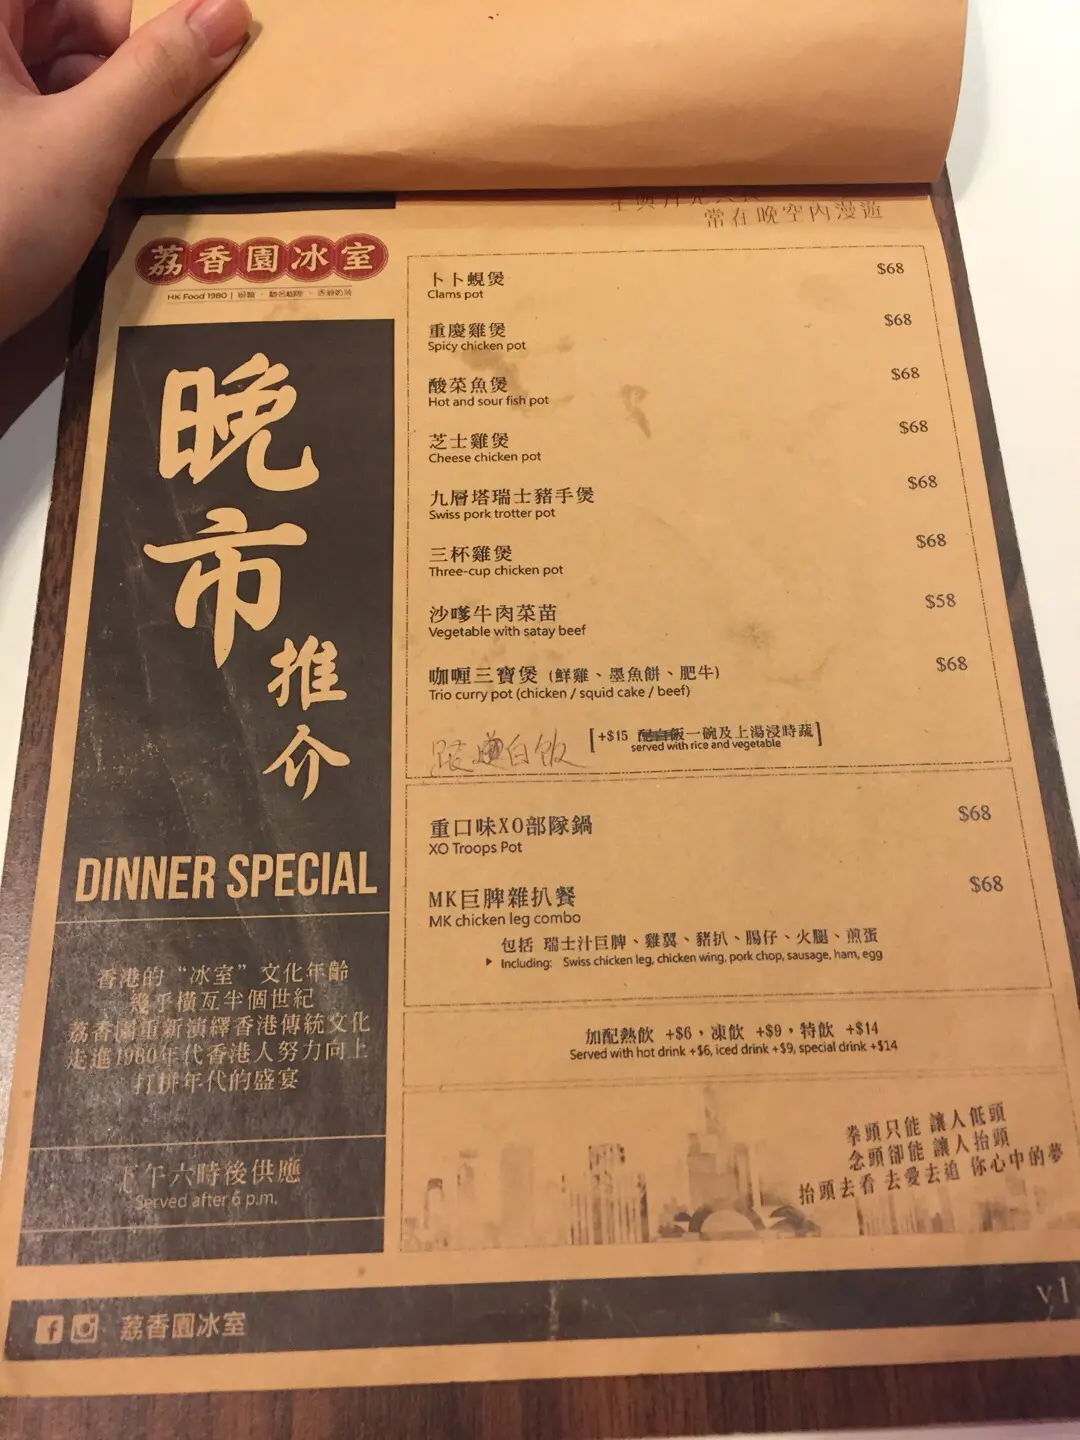 常在晚空內漫遊
荔香園冰室
HK Food 1980
晚市推介
DINNER SPECIAL
香港的“冰室”文化年齡
幾乎橫亙半個世紀
荔香園重新演繹香港傳統文化
走進1980年代香港人努力向上
打拼年代的盛宴
下午六時後供應
Served after 6 p.m.
卜卜蜆煲 $68
Clams pot
重慶雞煲 $68
Spicy chicken pot
酸菜魚煲 $68
Hot and sour fish pot
芝士雞煲 $68
Cheese chicken pot
九層塔瑞士豬手煲 $68
Swiss pork trotter pot
三杯雞煲 $68
Three-cup chicken pot
沙嗲牛肉菜苗 $58
Vegetable with satay beef
咖喱三寶煲 (鮮雞、墨魚餅、肥牛) $68
Trio curry pot (chicken / squid cake / beef)
白飯
[+$15 配白飯一碗及上湯浸時蔬]
served with rice and vegetable
重口味XO部隊鍋 $68
XO Troops Pot
MK巨脾雜扒餐 $68
MK chicken leg combo
包括 瑞士汁巨脾、雞翼、豬扒、腸仔、火腿、煎蛋
Including: Swiss chicken leg, chicken wing, pork chop, sausage, ham, egg
加配熱飲 +$6，凍飲 +$9，特飲 +$14
Served with hot drink +$6, iced drink +$9, special drink +$14
拳頭只能 讓人低頭
念頭卻能 讓人抬頭
抬頭去看 去愛去追 你心中的夢
荔香園冰室
v1